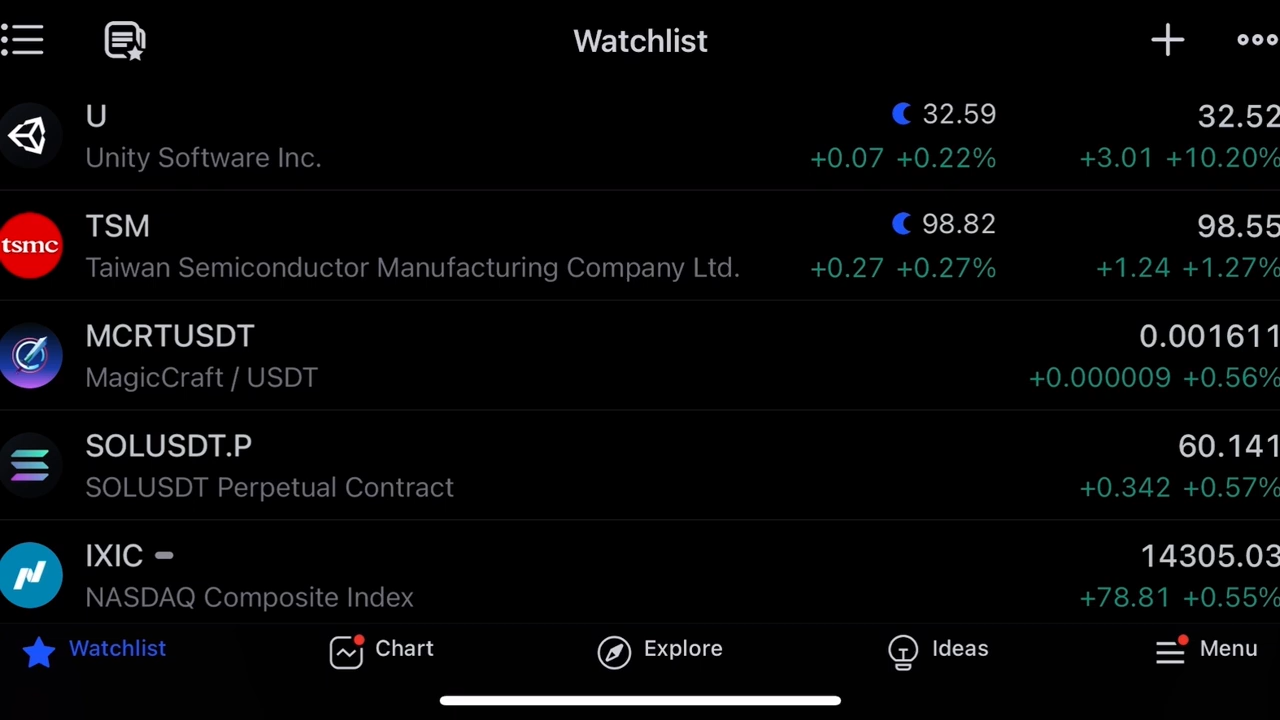 Watchlist
U 32.59 32.52
Unity Software Inc. +0.07 +0.22% +3.01 +10.20%
tsmc
TSM 98.82 98.55
Taiwan Semiconductor Manufacturing Company Ltd. +0.27 +0.27% +1.24 +1.27%
MCRTUSDT 0.001611
MagicCraft / USDT +0.000009 +0.56%
SOLUSDT.P 60.141
SOLUSDT Perpetual Contract +0.342 +0.57%
IXIC 14305.03
NASDAQ Composite Index +78.81 +0.55%
Watchlist Chart Explore Ideas Menu